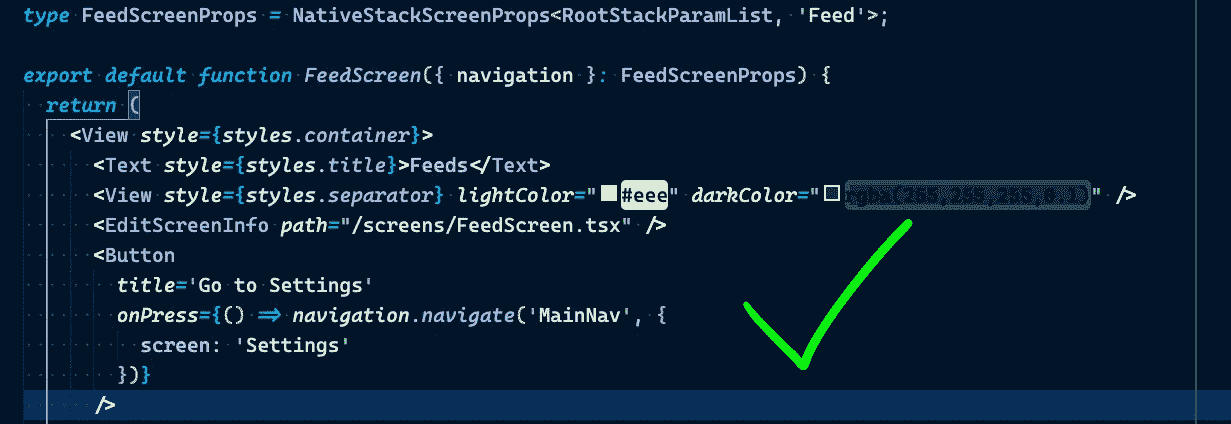 type FeedScreenProps = NativeStackScreenProps<RootStackParamList, 'Feed'>;
export default function FeedScreen({ navigation }: FeedScreenProps) {
return (
<View style={styles.container}>
<Text style={styles.title}>Feeds</Text>
<View style={styles.separator} lightColor="#eee" darkColor="rgba(255,255,255,0.1)" />
<EditScreenInfo path="/screens/FeedScreen.tsx" />
<Button
title='Go to Settings'
onPress={() => navigation.navigate('MainNav', {
screen: 'Settings'
})}
/>